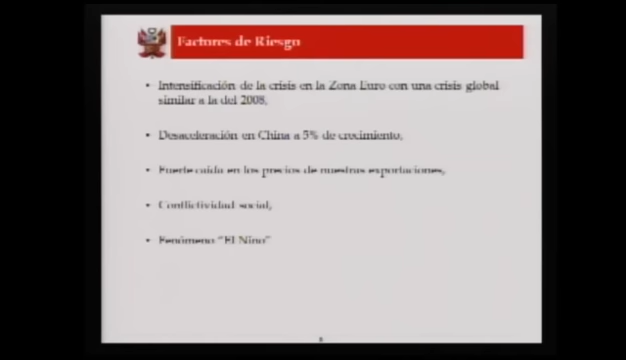 Factores de Riesgo
• Intensificación de la crisis en la Zona Euro con una crisis global
similar a la del 2008,
• Desaceleración en China a 5% de crecimiento,
• Fuerte caída en los precios de nuestras exportaciones,
• Conflictividad social,
• Fenómeno "El Nino"